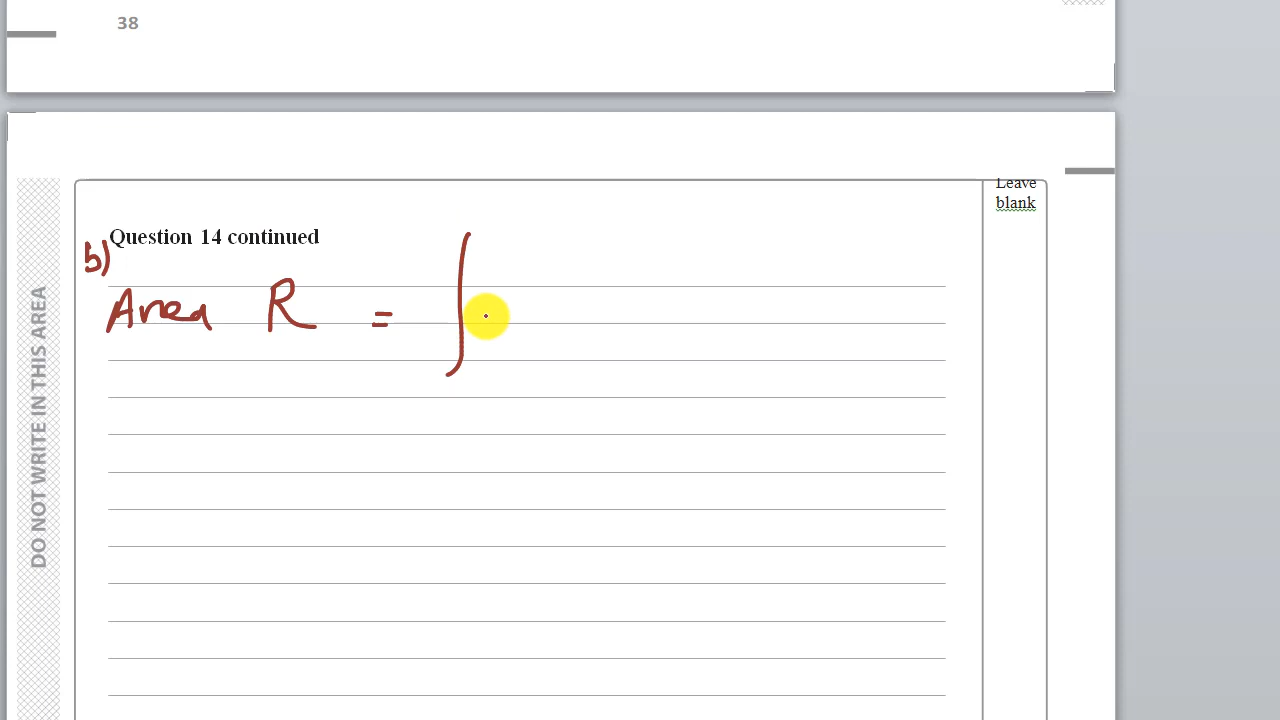 38
Leave
blank
Question 14 continued
b)
Area R = ∫
DO NOT WRITE IN THIS AREA